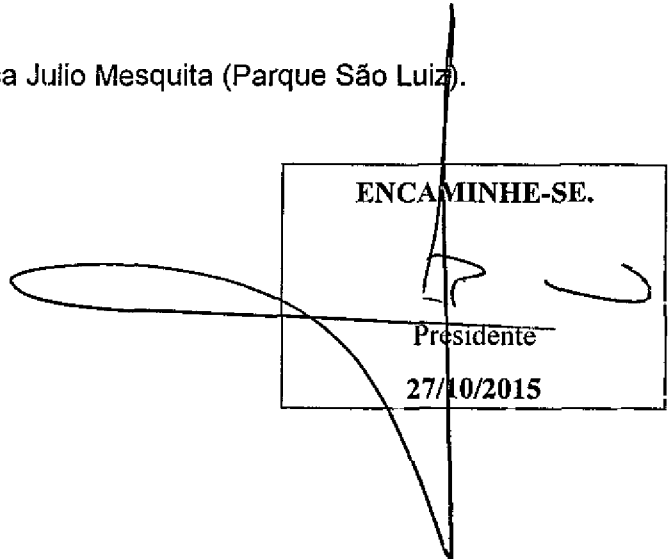 a Julio Mesquita (Parque São Luiz).
ENCAMINHE-SE.
Presidente
27/10/2015